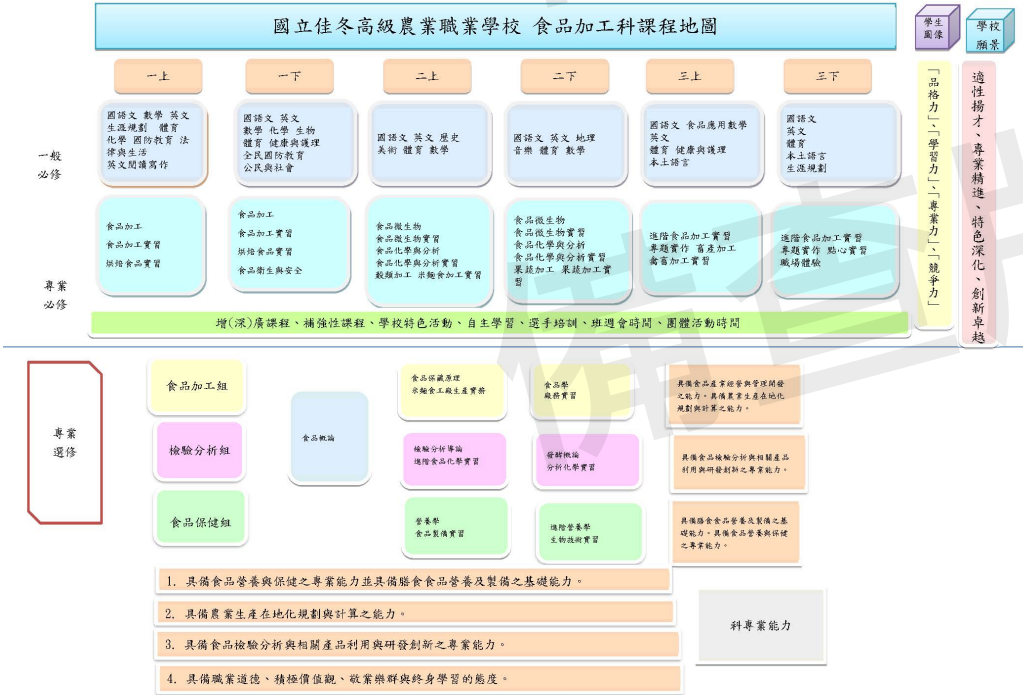 國立佳冬高級農業職業學校 食品加工科課程地圖
學生
圖像
學校
願景
一上
一下
二上
二下
三上
三下
一般
必修
國語文 數學 英文
生涯規劃 體育
化學 國防教育 法
律與生活
英文閱讀寫作
國語文 英文
數學 化學 生物
體育 健康與護理
全民國防教育
公民與社會
國語文 英文 歷史
美術 體育 數學
國語文 英文 地理
音樂 體育 數學
國語文 食品應用數學
英文
體育 健康與護理
本土語言
國語文
英文
體育
本土語言
生涯規劃
「品格力」、「學習力」、「專業力」、「競爭力」
適性揚才、專業精進、特色深化、創新卓越
專業
必修
食品加工
食品加工實習
烘焙食品實習
食品加工
食品加工實習
烘焙食品實習
食品衛生與安全
食品微生物
食品微生物實習
食品化學與分析
食品化學與分析實習
穀類加工 米麵食加工實習
食品微生物
食品微生物實習
食品化學與分析
食品化學與分析實習
果蔬加工 果蔬加工實
習
進階食品加工實習
專題實作 畜產加工
禽畜加工實習
進階食品加工實習
專題實作 點心實習
職場體驗
增(深)廣課程、補強性課程、學校特色活動、自主學習、選手培訓、班週會時間、團體活動時間
專業
選修
食品加工組
檢驗分析組
食品保健組
食品概論
食品保藏原理
米麵食工廠生產實務
食品學
廠務實習
具備食品產業經營與管理開發
之能力。具備農業生產在地化
規劃與計算之能力。
檢驗分析導論
進階食品化學實習
發酵概論
分析化學實習
具備食品檢驗分析與相關產品
利用與研發創新之專業能力。
營養學
食品製備實習
進階營養學
生物技術實習
具備膳食食品營養及製備之基
礎能力。具備食品營養與保健
之專業能力。
1. 具備食品營養與保健之專業能力並具備膳食食品營養及製備之基礎能力。
2. 具備農業生產在地化規劃與計算之能力。
3. 具備食品檢驗分析與相關產品利用與研發創新之專業能力。
4. 具備職業道德、積極價值觀、敬業樂群與終身學習的態度。
科專業能力
備查